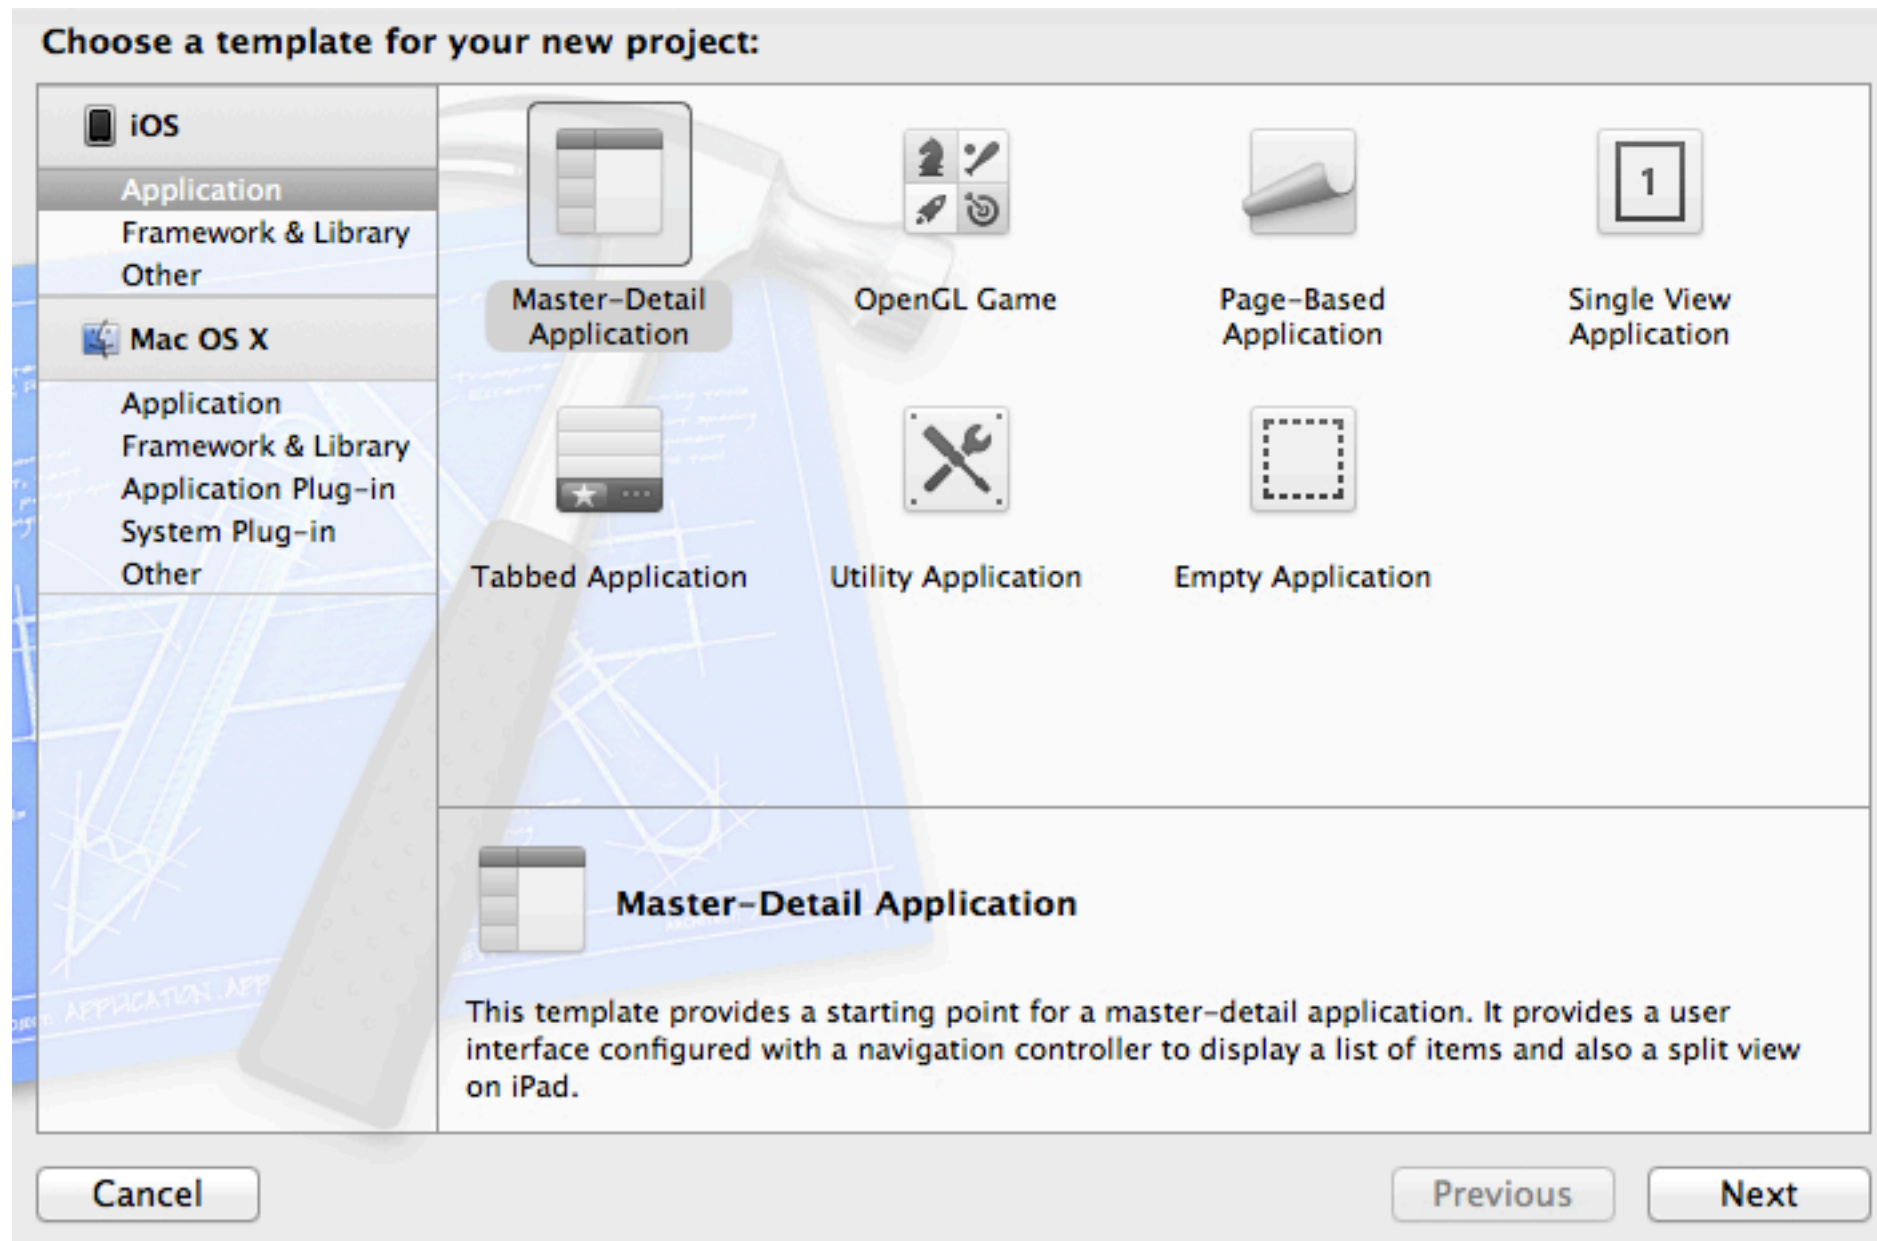 Choose a template for your new project:
iOS
Application
Framework & Library
Other
Mac OS X
Application
Framework & Library
Application Plug-in
System Plug-in
Other
Master-Detail
Application
OpenGL Game
Page-Based
Application
1
Single View
Application
Tabbed Application
Utility Application
Empty Application
Master-Detail Application
This template provides a starting point for a master-detail application. It provides a user
interface configured with a navigation controller to display a list of items and also a split view
on iPad.
APPLICATION.APP
Cancel
Previous
Next